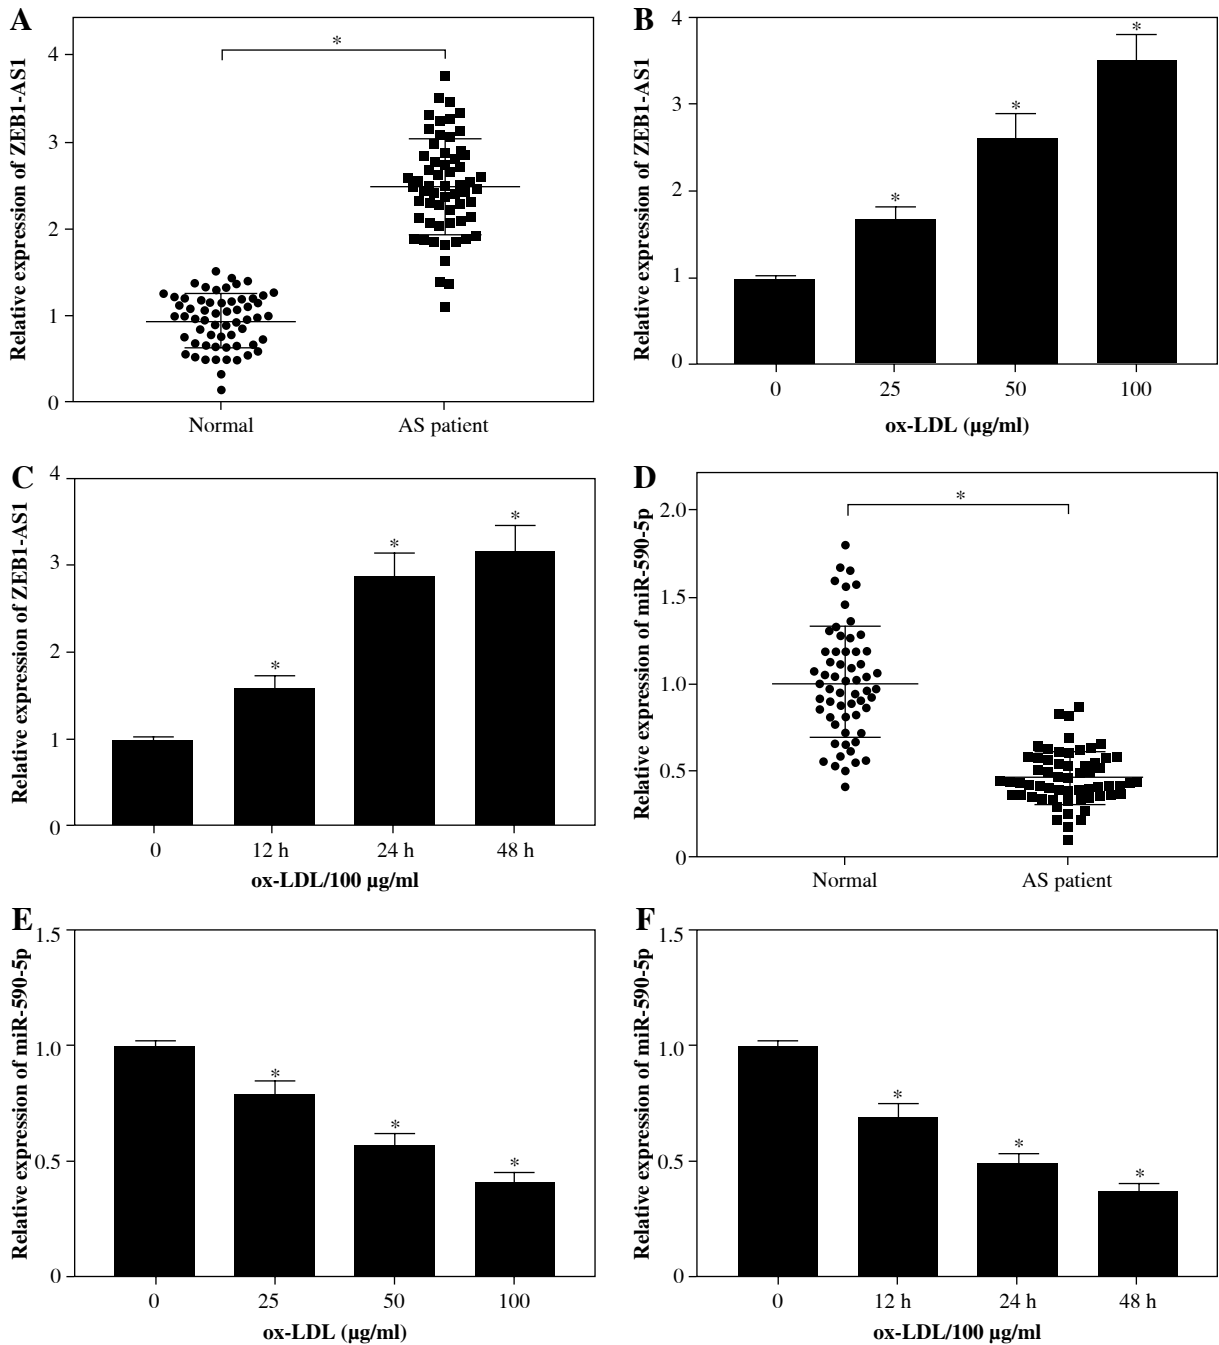 A
Relative expression of ZEB1-AS1
4
3
2
1
0
*
Normal
AS patient
B
Relative expression of ZEB1-AS1
4
3
2
1
0
*
*
*
0
25
50
100
ox-LDL (µg/ml)
C
Relative expression of ZEB1-AS1
4
3
2
1
0
*
*
*
0
12 h
24 h
48 h
ox-LDL/100 µg/ml
D
Relative expression of miR-590-5p
2.0
1.5
1.0
0.5
0
*
Normal
AS patient
E
Relative expression of miR-590-5p
1.5
1.0
0.5
0
*
*
*
0
25
50
100
ox-LDL (µg/ml)
F
Relative expression of miR-590-5p
1.5
1.0
0.5
0
*
*
*
0
12 h
24 h
48 h
ox-LDL/100 µg/ml